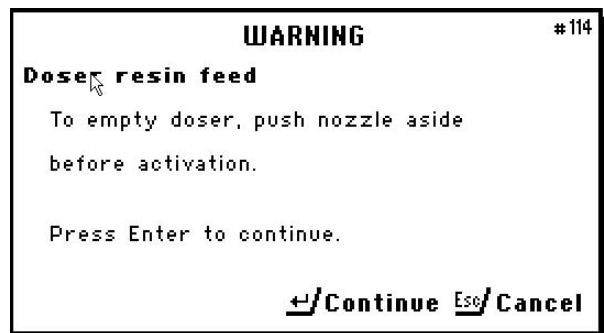 WARNING
#114
Doser resin feed
To empty doser, push nozzle aside
before activation.
Press Enter to continue.
↵/Continue Esc/Cancel